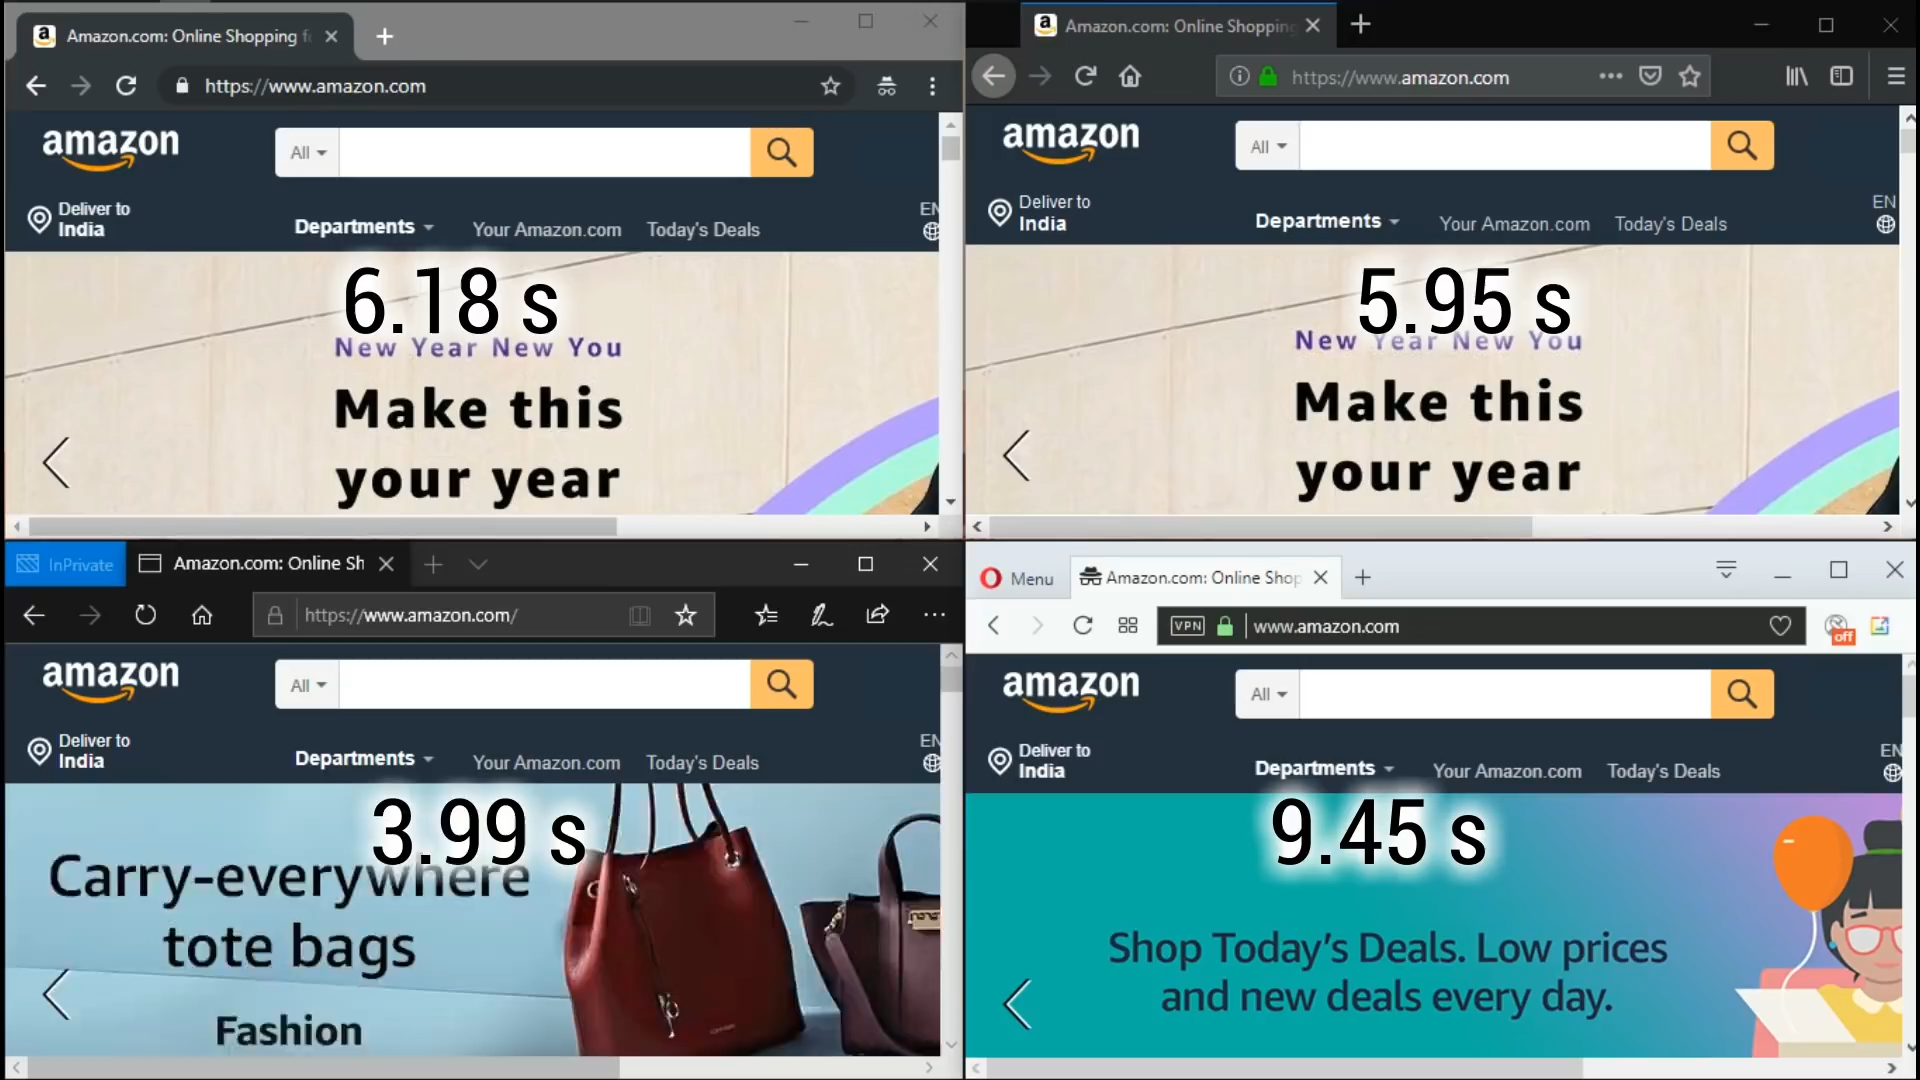 Amazon.com: Online Shopping f
https://www.amazon.com
amazon
All
Deliver to
India
Departments
Your Amazon.com
Today's Deals
EN
6.18 s
New Year New You
Make this
your year
Amazon.com: Online Shopping
https://www.amazon.com
amazon
All
Deliver to
India
Departments
Your Amazon.com
Today's Deals
EN
5.95 s
New Year New You
Make this
your year
InPrivate
Amazon.com: Online Sh
https://www.amazon.com/
amazon
All
Deliver to
India
Departments
Your Amazon.com
Today's Deals
EN
3.99 s
Carry-everywhere
tote bags
Fashion
Menu
Amazon.com: Online Shop
VPN
www.amazon.com
off
amazon
All
Deliver to
India
Departments
Your Amazon.com
Today's Deals
EN
9.45 s
Shop Today's Deals. Low prices
and new deals every day.